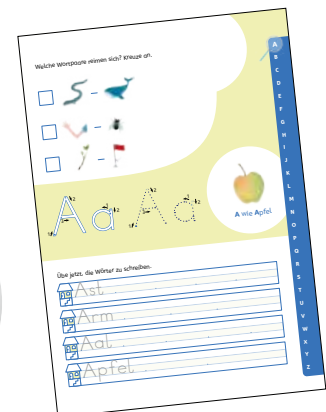 Welche Wortpaare reimen sich? Kreuze an.
A
B
C
D
E
F
G
H
I
J
K
L
M
N
O
P
Q
R
S
T
U
V
W
X
Y
Z
A a A a
A wie Apfel
Übe jetzt, die Wörter zu schreiben.
Ast
Arm
Aal
Apfel